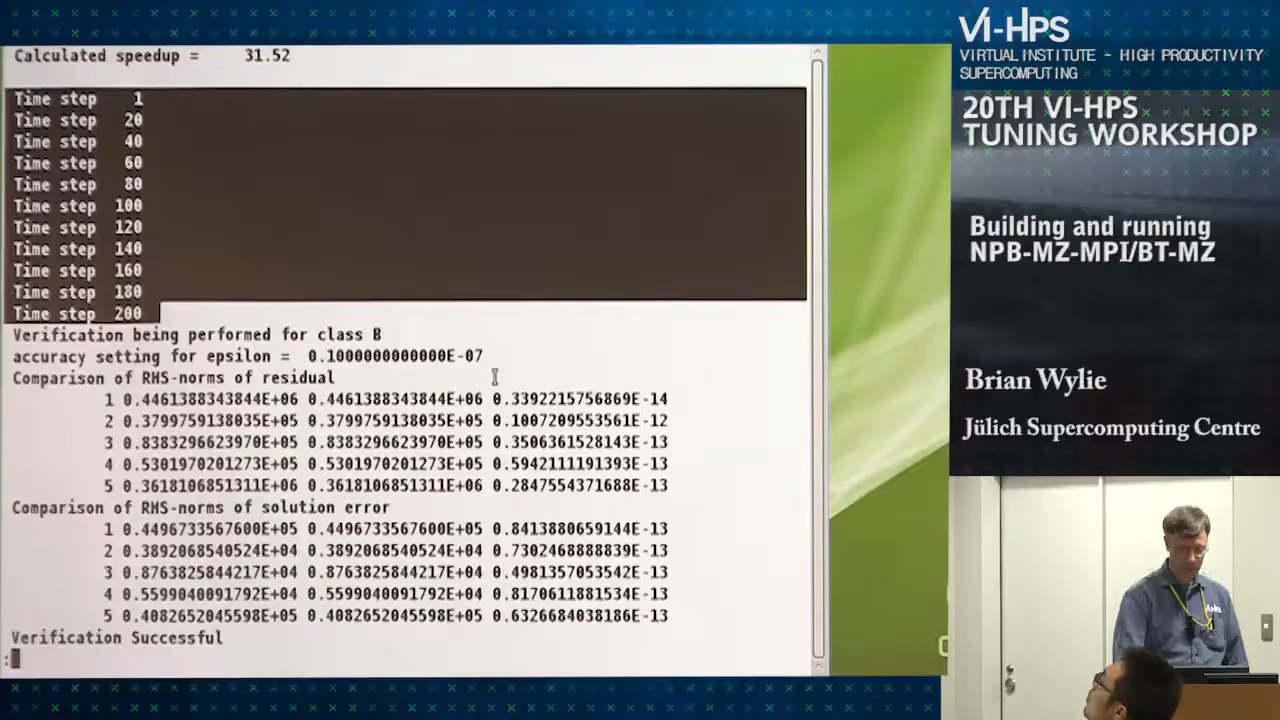 Calculated speedup =     31.52
Time step    1
Time step   20
Time step   40
Time step   60
Time step   80
Time step  100
Time step  120
Time step  140
Time step  160
Time step  180
Time step  200
Verification being performed for class B
accuracy setting for epsilon =  0.1000000000000E-07
Comparison of RHS-norms of residual
1 0.4461388343844E+06 0.4461388343844E+06 0.3392215756869E-14
2 0.3799759138035E+05 0.3799759138035E+05 0.1007209553561E-12
3 0.8383296623970E+05 0.8383296623970E+05 0.3506361528143E-13
4 0.5301970201273E+05 0.5301970201273E+05 0.5942111191393E-13
5 0.3618106851311E+06 0.3618106851311E+06 0.2847554371688E-13
Comparison of RHS-norms of solution error
1 0.4496733567600E+05 0.4496733567600E+05 0.8413880659144E-13
2 0.3892068540524E+04 0.3892068540524E+04 0.7302468888839E-13
3 0.8763825844217E+04 0.8763825844217E+04 0.4981357053542E-13
4 0.5599040091792E+04 0.5599040091792E+04 0.8170611881534E-13
5 0.4082652045598E+05 0.4082652045598E+05 0.6326684038186E-13
Verification Successful
:
VI-HPS
VIRTUAL INSTITUTE – HIGH PRODUCTIVITY
SUPERCOMPUTING
20TH VI-HPS
TUNING WORKSHOP
Building and running
NPB-MZ-MPI/BT-MZ
Brian Wylie
Jülich Supercomputing Centre